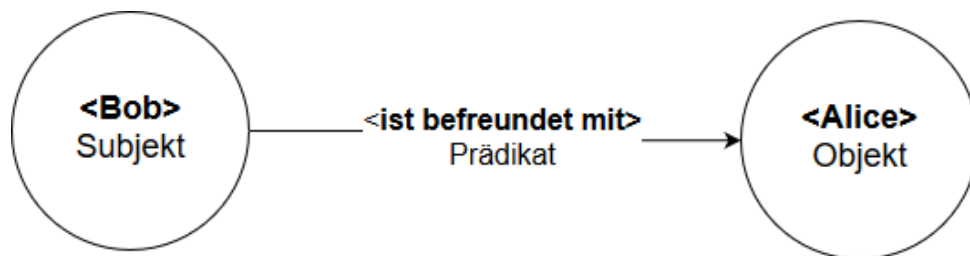 <Bob>
Subjekt
<ist befreundet mit>
Prädikat
<Alice>
Objekt